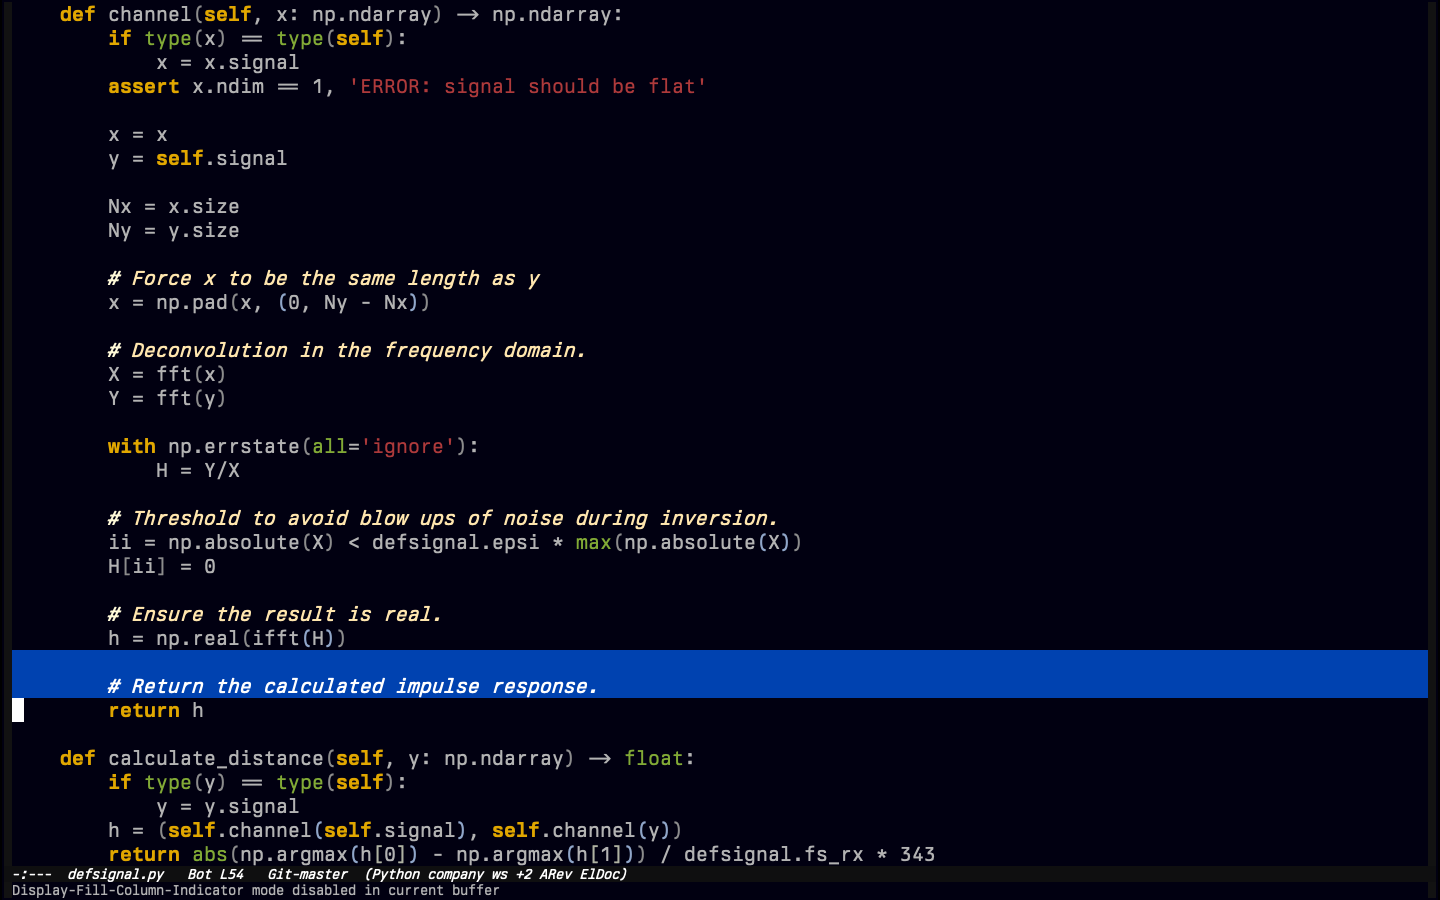 def channel(self, x: np.ndarray) -> np.ndarray:
if type(x) == type(self):
x = x.signal
assert x.ndim == 1, 'ERROR: signal should be flat'
x = x
y = self.signal
Nx = x.size
Ny = y.size
# Force x to be the same length as y
x = np.pad(x, (0, Ny - Nx))
# Deconvolution in the frequency domain.
X = fft(x)
Y = fft(y)
with np.errstate(all='ignore'):
H = Y/X
# Threshold to avoid blow ups of noise during inversion.
ii = np.absolute(X) < defsignal.epsi * max(np.absolute(X))
H[ii] = 0
# Ensure the result is real.
h = np.real(ifft(H))
# Return the calculated impulse response.
return h
def calculate_distance(self, y: np.ndarray) -> float:
if type(y) == type(self):
y = y.signal
h = (self.channel(self.signal), self.channel(y))
return abs(np.argmax(h[0]) - np.argmax(h[1])) / defsignal.fs_rx * 343
-:--- defsignal.py Bot L54 Git-master (Python company ws +2 ARev ElDoc)
Display-Fill-Column-Indicator mode disabled in current buffer